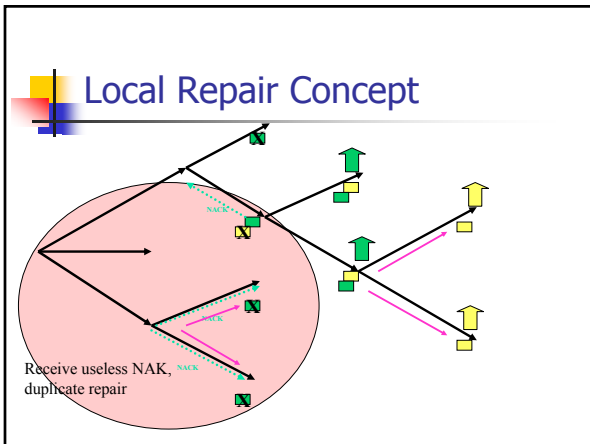 Local Repair Concept
X
NACK
X
X
NACK
NACK
Receive useless NAK,
duplicate repair
X